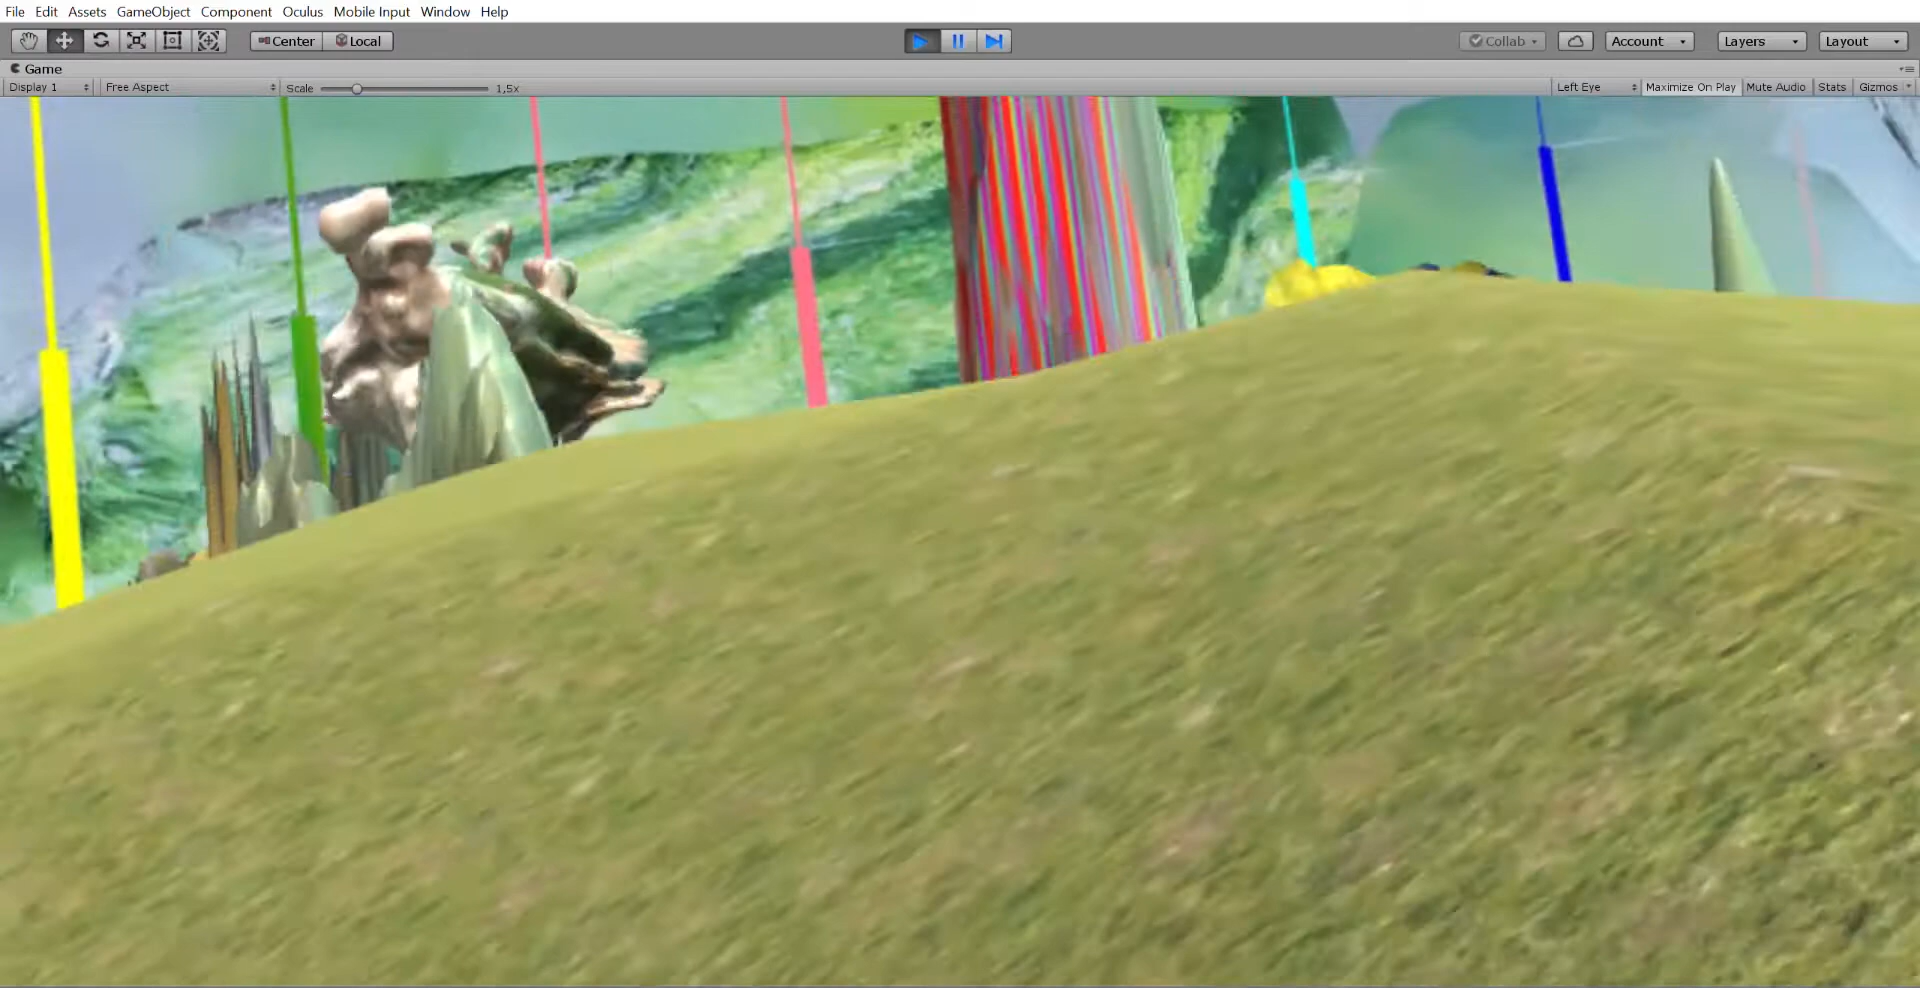 File Edit Assets GameObject Component Oculus Mobile Input Window Help
Center Local Collab Account Layers Layout
Game
Display 1 Free Aspect Scale 1,5x Left Eye Maximize On Play Mute Audio Stats Gizmos